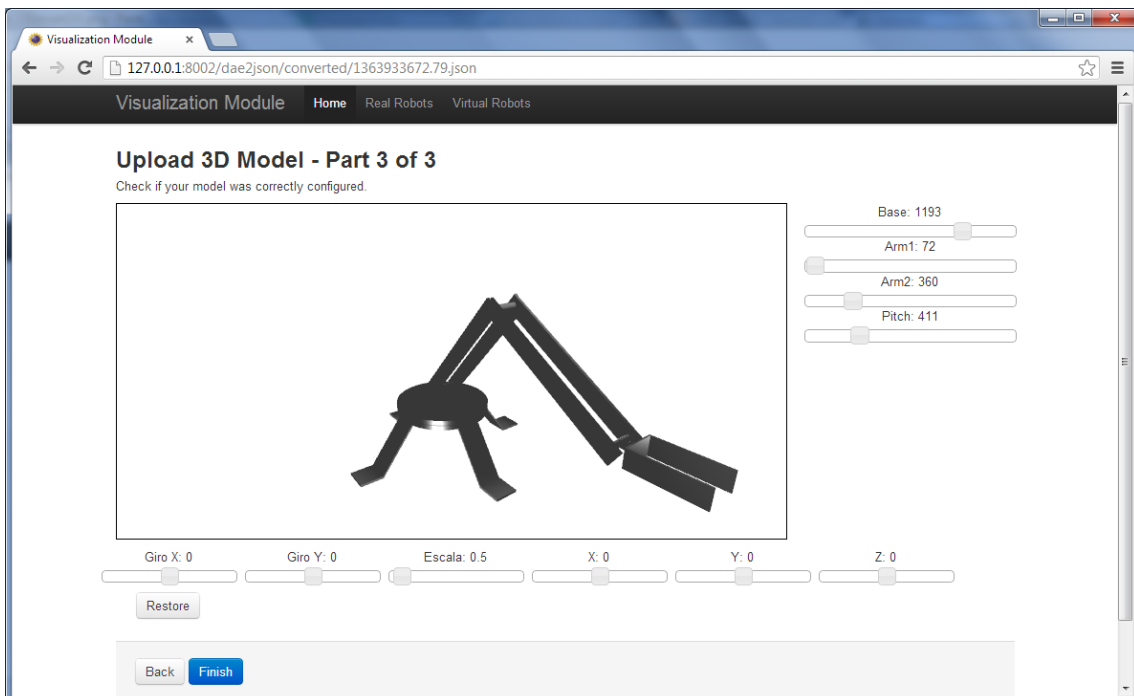 Visualization Module
127.0.0.1:8002/dae2json/converted/1363933672.79.json
Visualization Module Home Real Robots Virtual Robots
Upload 3D Model - Part 3 of 3
Check if your model was correctly configured.
Base: 1193
Arm1: 72
Arm2: 360
Pitch: 411
Giro X: 0 Giro Y: 0 Escala: 0.5 X: 0 Y: 0 Z: 0
Restore
Back Finish